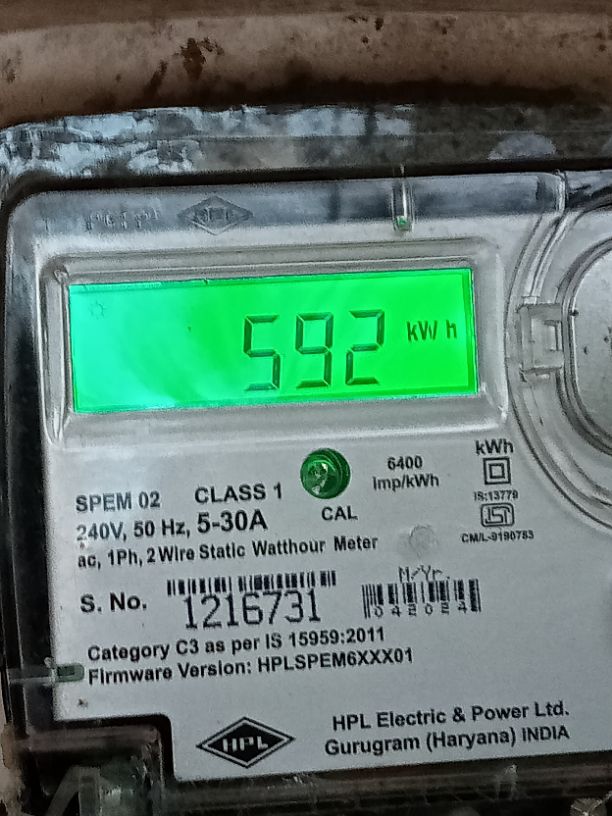 HPL
592 kWh
6400
imp/kWh
kWh
SPEM 02 CLASS 1
CAL
IS:13779
240V, 50 Hz, 5-30A
ac, 1Ph, 2 Wire Static Watthour Meter
CM/L-9190783
M/Yr.
S. No. 1216731
042024
Category C3 as per IS 15959:2011
Firmware Version: HPLSPEM6XXX01
HPL
HPL Electric & Power Ltd.
Gurugram (Haryana) INDIA